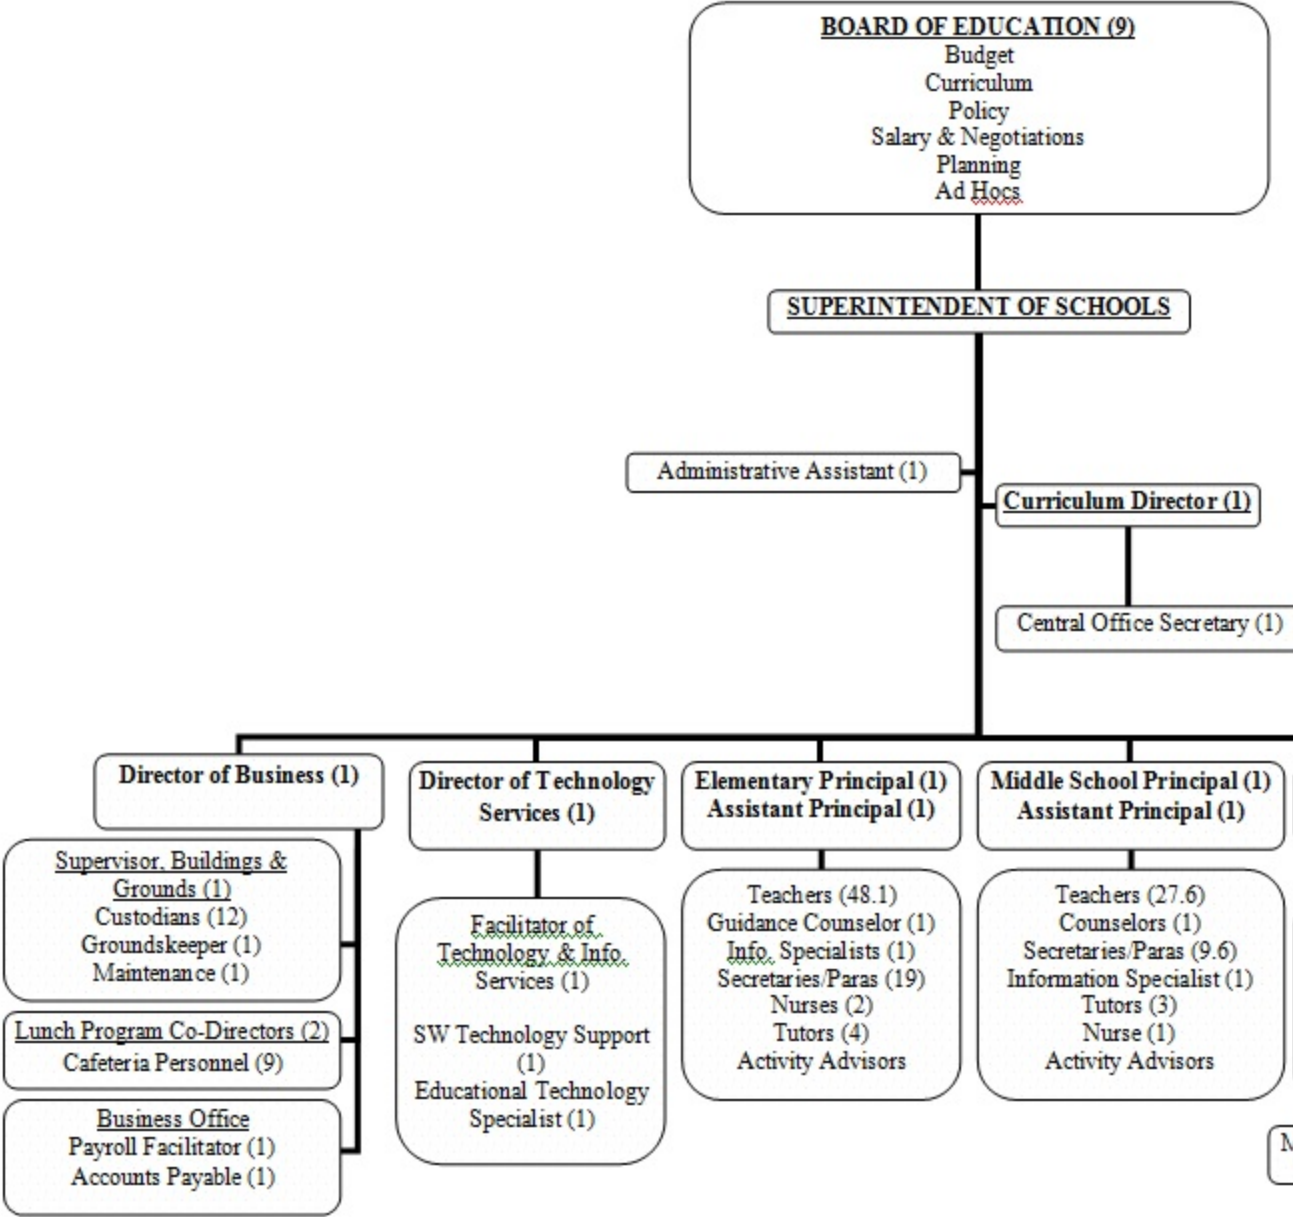 BOARD OF EDUCATION (9)
Budget
Curriculum
Policy
Salary & Negotiations
Planning
Ad Hocs
SUPERINTENDENT OF SCHOOLS
Administrative Assistant (1)
Curriculum Director (1)
Central Office Secretary (1)
Director of Business (1)
Supervisor, Buildings &
Grounds (1)
Custodians (12)
Groundskeeper (1)
Maintenance (1)
Lunch Program Co-Directors (2)
Cafeteria Personnel (9)
Business Office
Payroll Facilitator (1)
Accounts Payable (1)
Director of Technology
Services (1)
Facilitator of
Technology & Info.
Services (1)
SW Technology Support
(1)
Educational Technology
Specialist (1)
Elementary Principal (1)
Assistant Principal (1)
Teachers (48.1)
Guidance Counselor (1)
Info. Specialists (1)
Secretaries/Paras (19)
Nurses (2)
Tutors (4)
Activity Advisors
Middle School Principal (1)
Assistant Principal (1)
Teachers (27.6)
Counselors (1)
Secretaries/Paras (9.6)
Information Specialist (1)
Tutors (3)
Nurse (1)
Activity Advisors